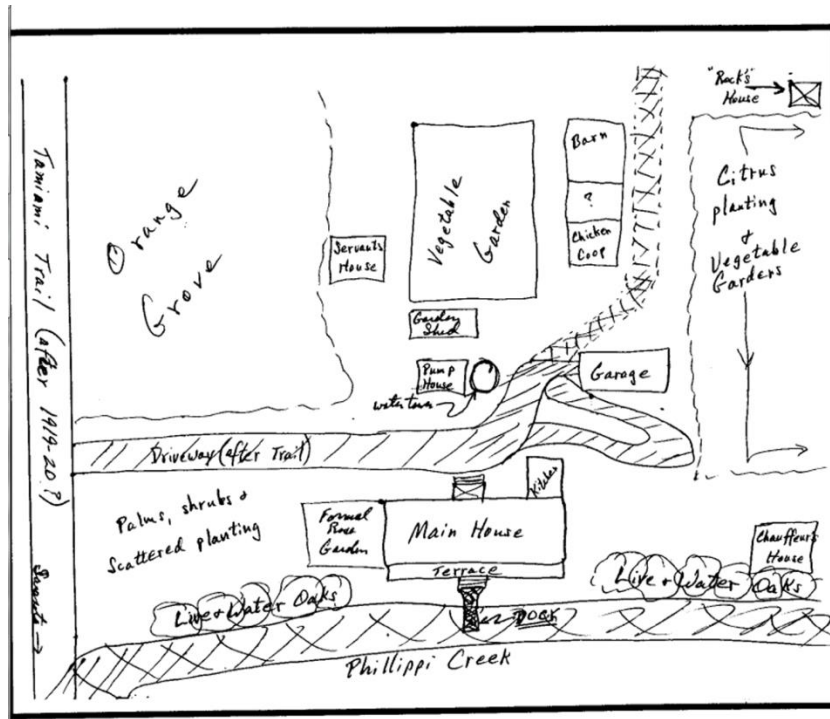 Tamiami Trail (after 1919-20?)
Sarasota →
Orange
Grove
Servants
House
Vegetable
Garden
Barn
?
Chicken
Coop
"Rock's"
House
Citrus
planting
+
Vegetable
Gardens
Garden
Shed
Pump
House
water tower
Garage
Driveway (after Trail)
Palms, shrubs +
Scattered planting
Formal
Rose
Garden
Kitchen
Main House
Terrace
Chauffeur's
House
Live + Water Oaks
Live + Water Oaks
DOCK
Phillippi Creek